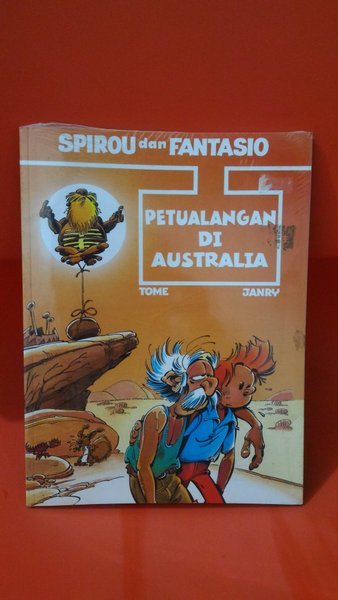 SPIROU dan FANTASIO
PETUALANGAN
DI
AUSTRALIA
TOME JANRY